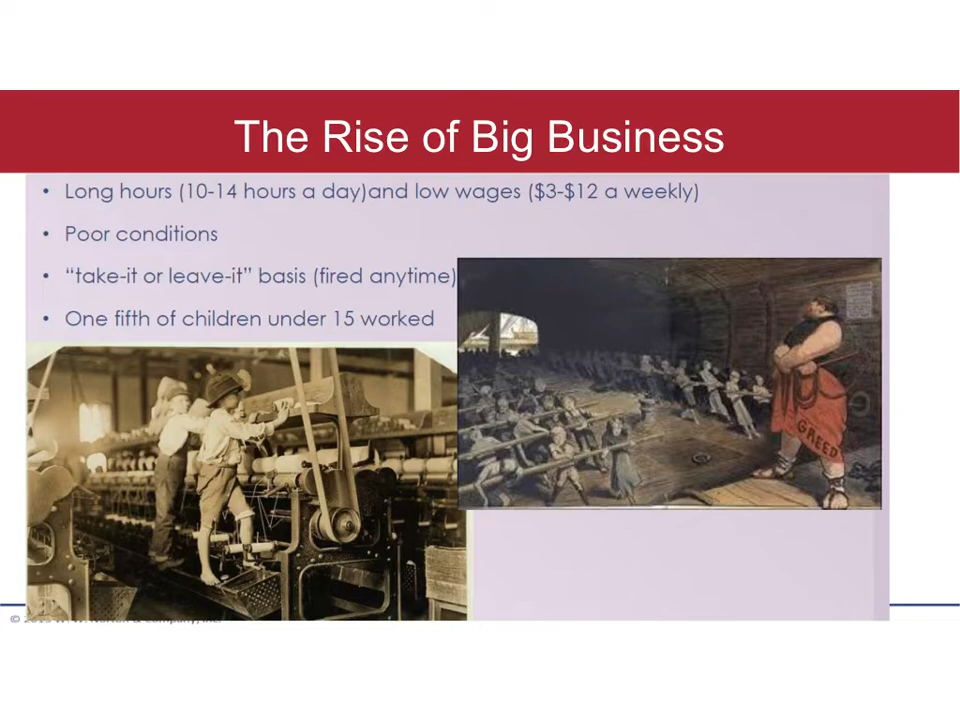 The Rise of Big Business
• Long hours (10-14 hours a day)and low wages ($3-$12 a weekly)
• Poor conditions
• “take-it or leave-it” basis (fired anytime)
• One fifth of children under 15 worked
GREED